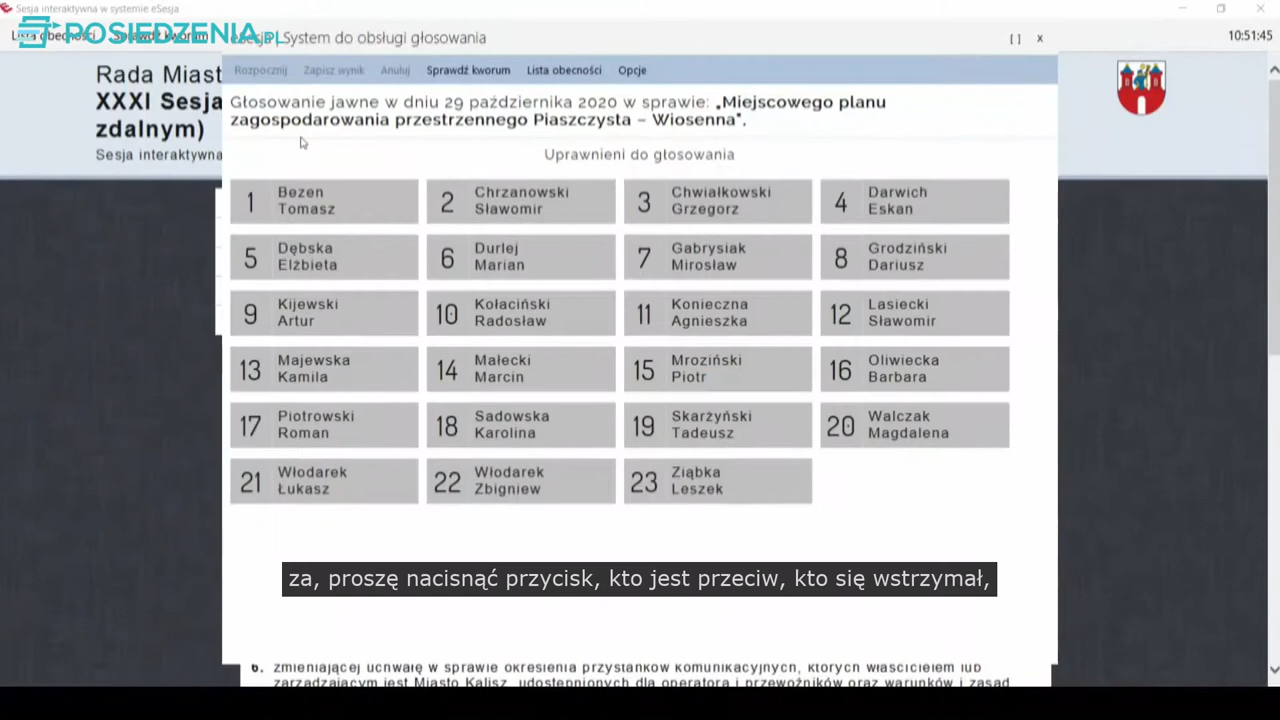 Sesja interaktywna w systemie eSesja
Lista obecności Sprawdź kworum
POSIEDZENIA.PL
eSesja - System do obsługi głosowania
[ ] x
10:51:45
Rozpocznij Zapisz wynik Anuluj Sprawdź kworum Lista obecności Opcje
Rada Miast
XXXI Sesja
zdalnym)
Sesja interaktywna
Głosowanie jawne w dniu 29 października 2020 w sprawie: „Miejscowego planu
zagospodarowania przestrzennego Piaszczysta – Wiosenna".
Uprawnieni do głosowania
1 Bezen Tomasz
2 Chrzanowski Sławomir
3 Chwiałkowski Grzegorz
4 Darwich Eskan
5 Dębska Elżbieta
6 Durlej Marian
7 Gabrysiak Mirosław
8 Grodziński Dariusz
9 Kijewski Artur
10 Kołaciński Radosław
11 Konieczna Agnieszka
12 Lasiecki Sławomir
13 Majewska Kamila
14 Małecki Marcin
15 Mroziński Piotr
16 Oliwiecka Barbara
17 Piotrowski Roman
18 Sadowska Karolina
19 Skarżyński Tadeusz
20 Walczak Magdalena
21 Włodarek Łukasz
22 Włodarek Zbigniew
23 Ziąbka Leszek
za, proszę nacisnąć przycisk, kto jest przeciw, kto się wstrzymał,
6. zmieniającej uchwałę w sprawie określenia przystanków komunikacyjnych, których właścicielem lub
zarządzającym jest Miasto Kalisz, udostępnionych dla operatora i przewoźników oraz warunków i zasad